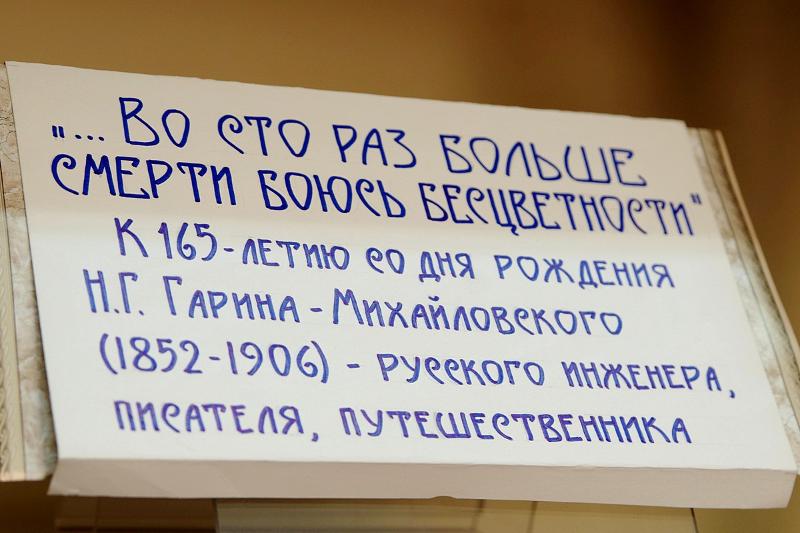 „... Во сто раз больше
смерти боюсь бесцветности"
К 165-летию со дня рождения
Н.Г. Гарина-Михайловского
(1852-1906) - русского инженера,
писателя, путешественника